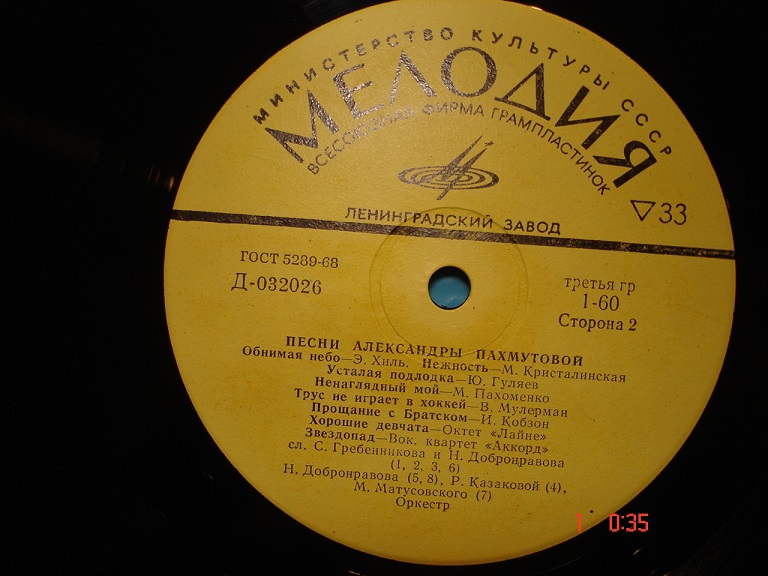 МИНИСТЕРСТВО КУЛЬТУРЫ СССР
МЕЛОДИЯ
ВСЕСОЮЗНАЯ ФИРМА ГРАМПЛАСТИНОК
33
ЛЕНИНГРАДСКИЙ ЗАВОД
ГОСТ 5289-68
Д-032026
третья гр
1-60
Сторона 2
ПЕСНИ АЛЕКСАНДРЫ ПАХМУТОВОЙ
Обнимая небо—Э. Хиль. Нежность—М. Кристалинская
Усталая подлодка—Ю. Гуляев
Ненаглядный мой—М. Пахоменко
Трус не играет в хоккей—В. Мулерман
Прощание с Братском—И. Кобзон
Хорошие девчата—Октет «Лайне»
Звездопад—Вок. квартет «Аккорд»
сл. С. Гребенникова и Н. Добронравова
(1, 2, 3, 6)
Н. Добронравова (5, 8), Р. Казаковой (4),
М. Матусовского (7)
Оркестр
1 0:35